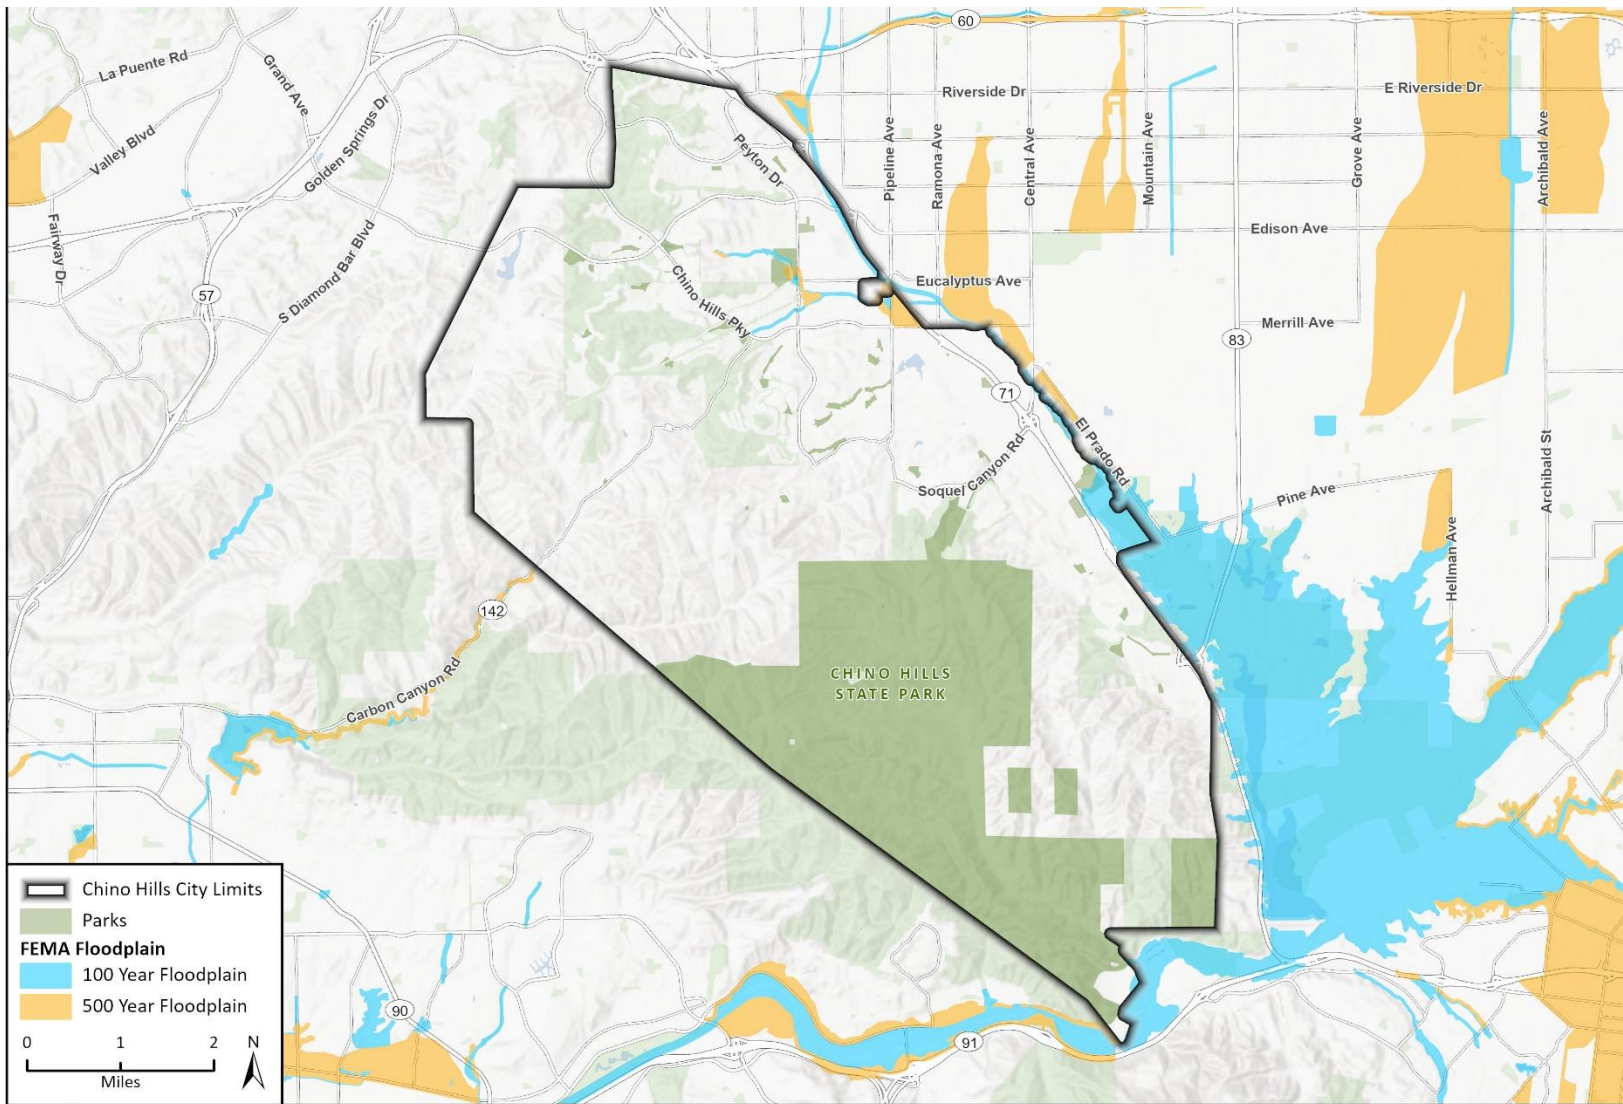 60
La Puente Rd
Grand Ave
Riverside Dr
E Riverside Dr
Valley Blvd
Golden Springs Dr
Peyton Dr
Pipeline Ave
Ramona Ave
Central Ave
Mountain Ave
Grove Ave
Archibald Ave
Fairway Dr
S Diamond Bar Blvd
Edison Ave
57
Chino Hills Pky
Eucalyptus Ave
Merrill Ave
83
71
El Prado Rd
Soquel Canyon Rd
Pine Ave
Archibald St
Hellman Ave
142
Carbon Canyon Rd
CHINO HILLS
STATE PARK
Chino Hills City Limits
Parks
FEMA Floodplain
100 Year Floodplain
500 Year Floodplain
0 1 2
Miles
N
90
91